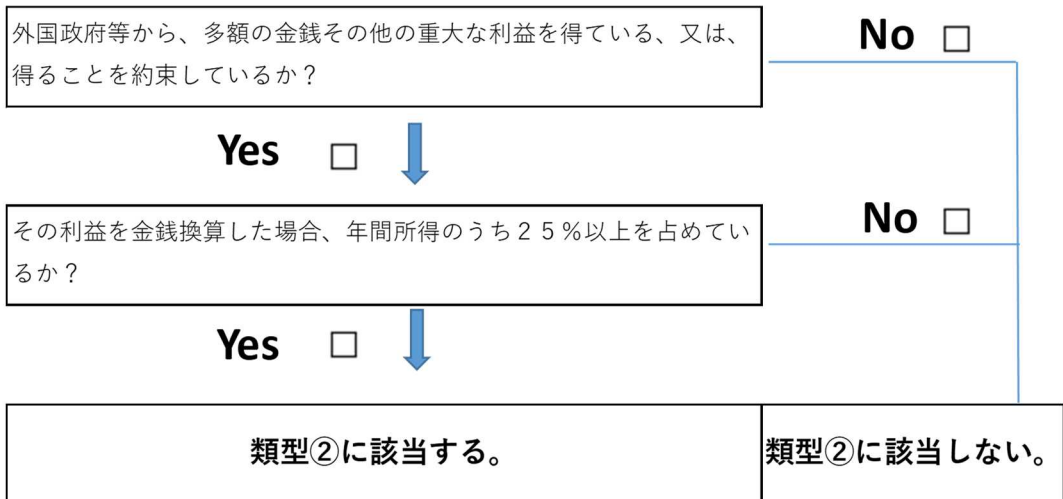 外国政府等から、多額の金銭その他の重大な利益を得ている、又は、
得ることを約束しているか？
No □
Yes □
その利益を金銭換算した場合、年間所得のうち２５％以上を占めてい
るか？
No □
Yes □
類型②に該当する。
類型②に該当しない。